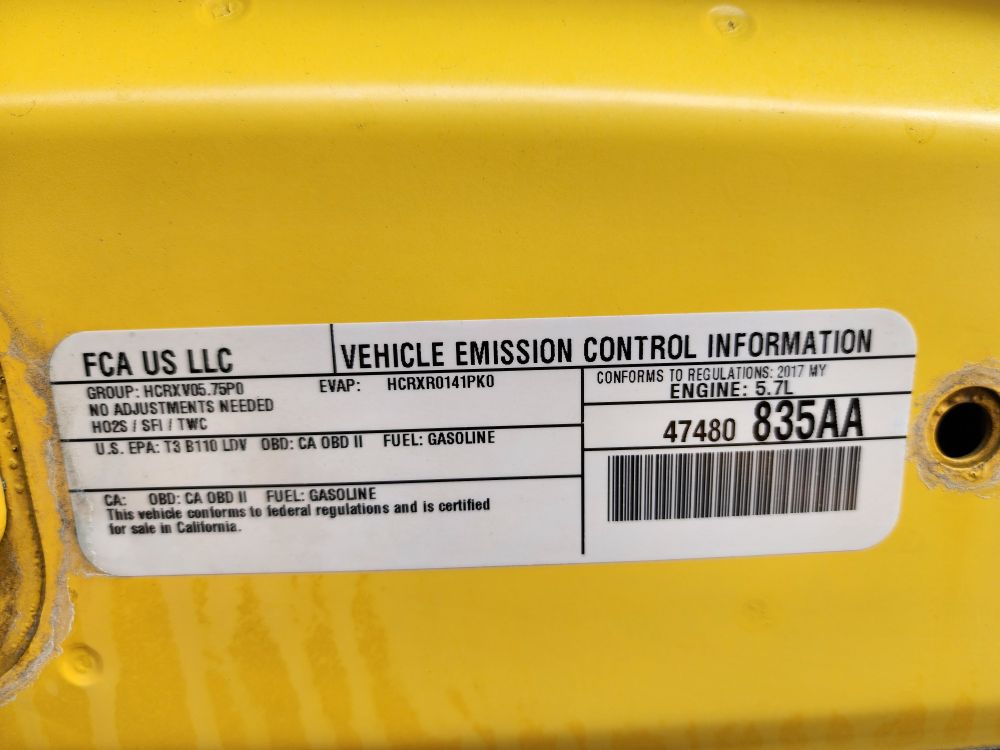 FCA US LLC
VEHICLE EMISSION CONTROL INFORMATION
GROUP: HCRXV05.75P0
EVAP: HCRXR0141PK0
NO ADJUSTMENTS NEEDED
HO2S / SFI / TWC
CONFORMS TO REGULATIONS: 2017 MY
ENGINE: 5.7L
U.S. EPA: T3 B110 LDV OBD: CA OBD II FUEL: GASOLINE
47480 835AA
CA: OBD: CA OBD II FUEL: GASOLINE
This vehicle conforms to federal regulations and is certified
for sale in California.